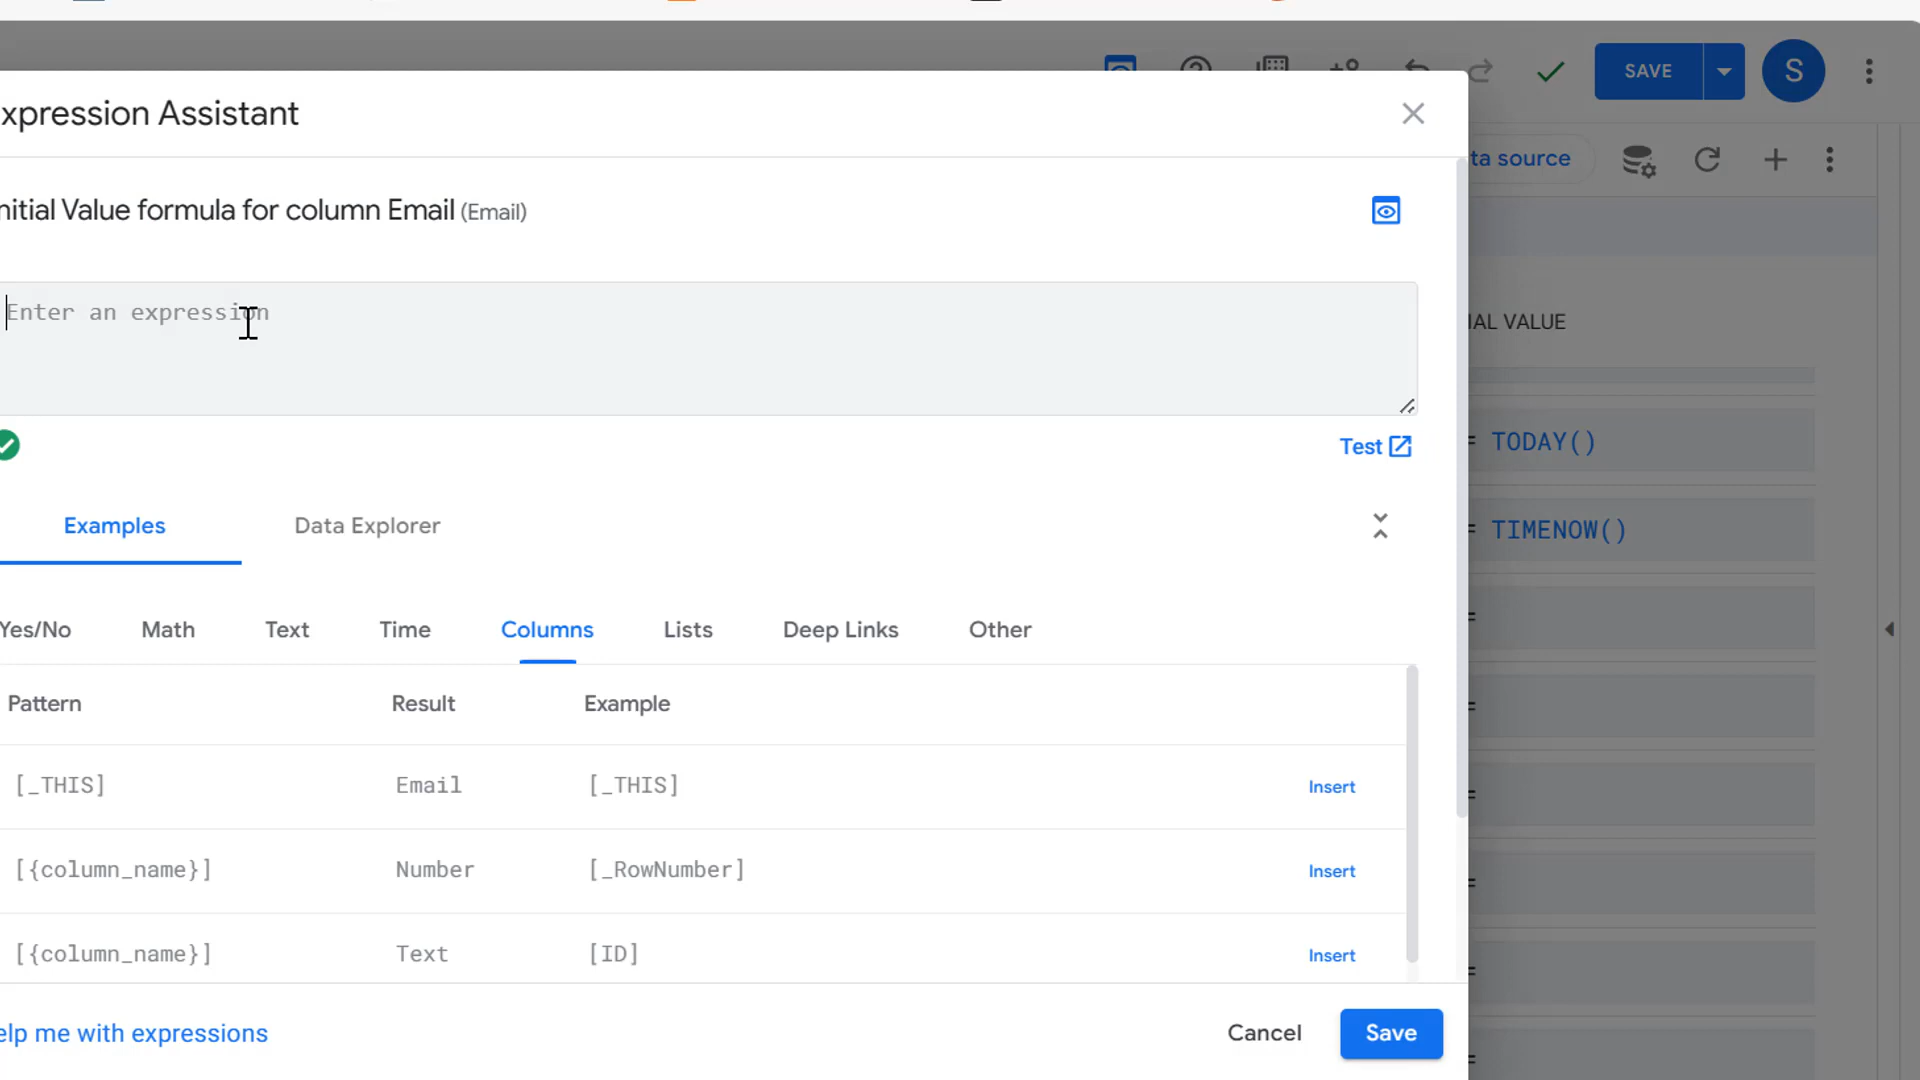 SAVE
S
xpression Assistant
ta source
nitial Value formula for column Email (Email)
Enter an expression
IAL VALUE
Test
= TODAY()
Examples
Data Explorer
= TIMENOW()
Yes/No
Math
Text
Time
Columns
Lists
Deep Links
Other
=
Pattern
Result
Example
=
[_THIS]
Email
[_THIS]
Insert
=
[{column_name}]
Number
[_RowNumber]
Insert
=
[{column_name}]
Text
[ID]
Insert
=
elp me with expressions
Cancel
Save
=